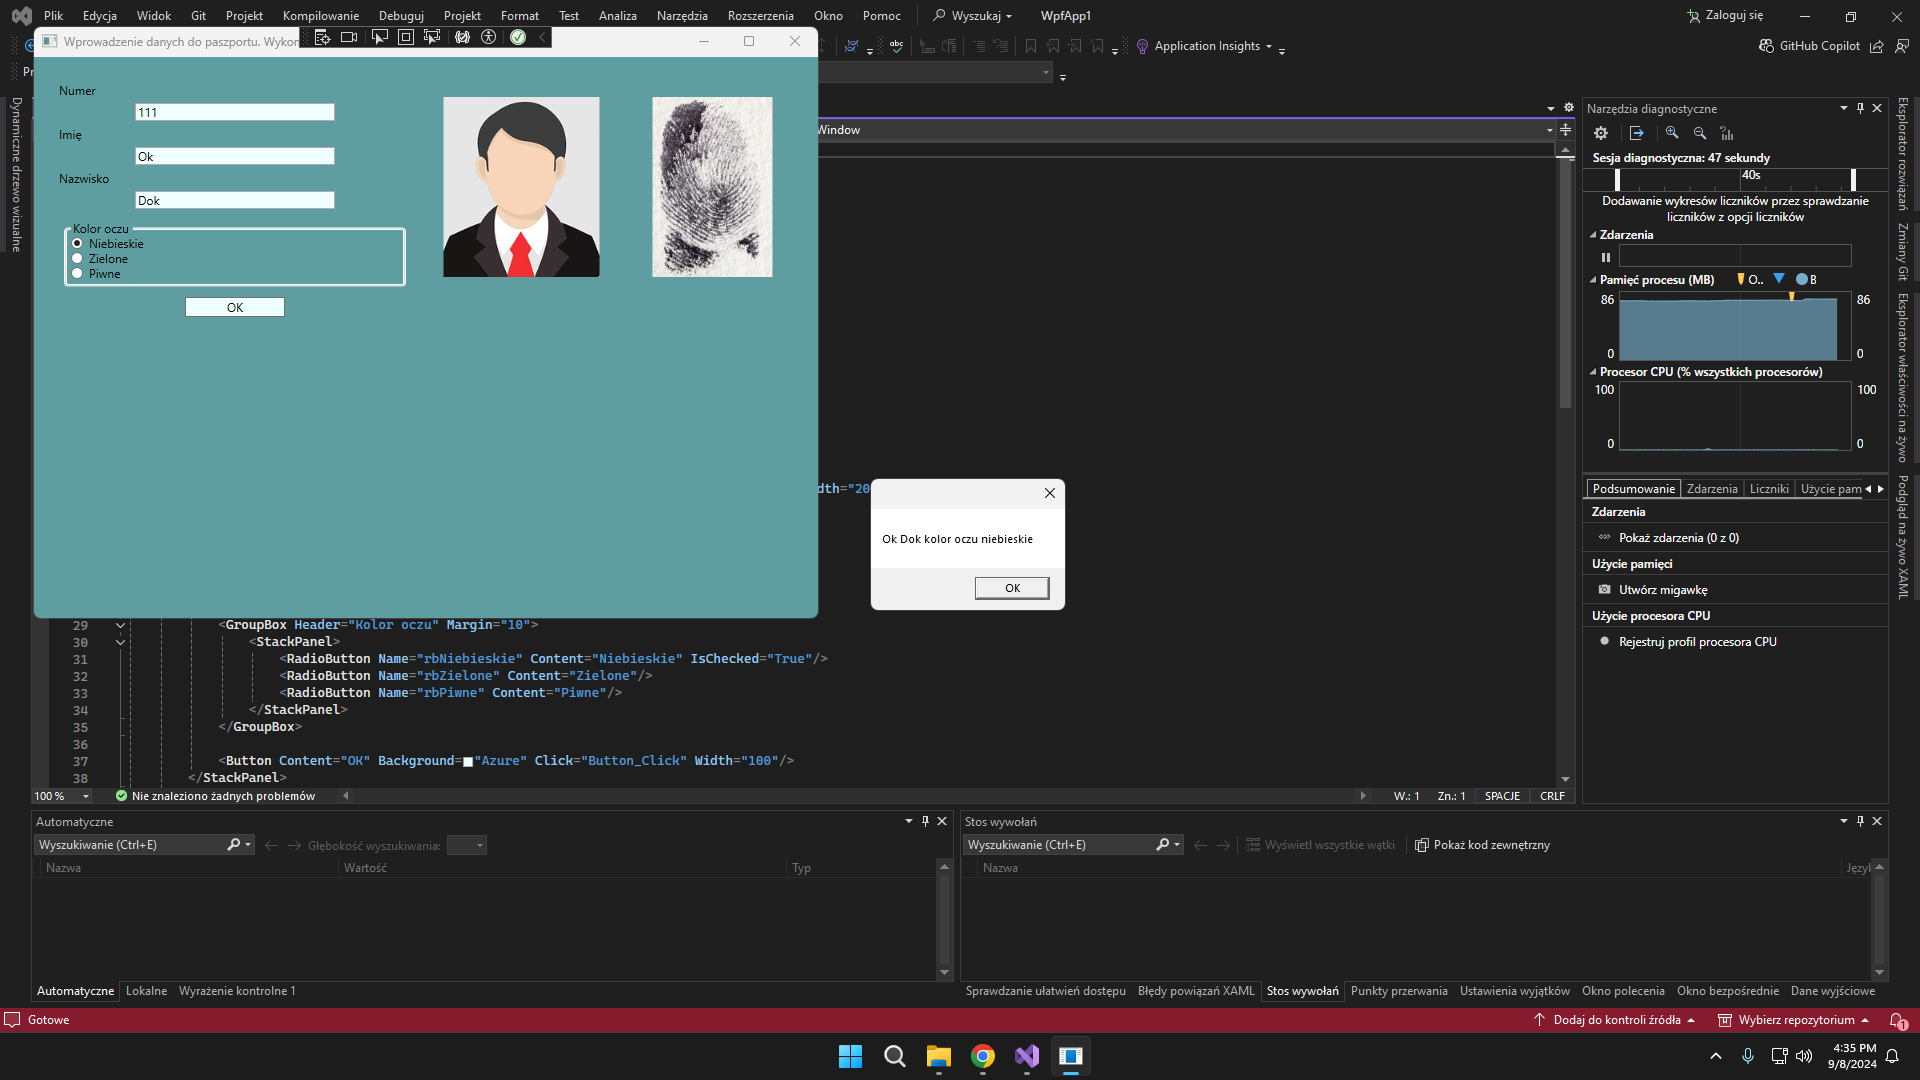 Plik Edycja Widok Git Projekt Kompilowanie Debuguj Projekt Format Test Analiza Narzędzia Rozszerzenia Okno Pomoc Wyszukaj WpfApp1 Zaloguj się
Wprowadzenie danych do paszportu. Wykon
abc
Application Insights
GitHub Copilot
Window
Numer
111
Imię
Ok
Nazwisko
Dok
Kolor oczu
Niebieskie
Zielone
Piwne
OK
Dynamiczne drzewo wizualne
dth="20
Ok Dok kolor oczu niebieskie
OK
29 <GroupBox Header="Kolor oczu" Margin="10">
30 <StackPanel>
31 <RadioButton Name="rbNiebieskie" Content="Niebieskie" IsChecked="True"/>
32 <RadioButton Name="rbZielone" Content="Zielone"/>
33 <RadioButton Name="rbPiwne" Content="Piwne"/>
34 </StackPanel>
35 </GroupBox>
36
37 <Button Content="OK" Background="Azure" Click="Button_Click" Width="100"/>
38 </StackPanel>
100 % Nie znaleziono żadnych problemów W.: 1 Zn.: 1 SPACJE CRLF
Narzędzia diagnostyczne
Sesja diagnostyczna: 47 sekundy
40s
Dodawanie wykresów liczników przez sprawdzanie
liczników z opcji liczników
Zdarzenia
Pamięć procesu (MB) O.. B
86 86
0 0
Procesor CPU (% wszystkich procesorów)
100 100
0 0
Podsumowanie Zdarzenia Liczniki Użycie pam
Zdarzenia
Pokaż zdarzenia (0 z 0)
Użycie pamięci
Utwórz migawkę
Użycie procesora CPU
Rejestruj profil procesora CPU
Eksplorator rozwiązań
Zmiany Git
Eksplorator właściwości na żywo
Podgląd na żywo XAML
Automatyczne
Wyszukiwanie (Ctrl+E) Głębokość wyszukiwania:
Nazwa Wartość Typ
Automatyczne Lokalne Wyrażenie kontrolne 1
Stos wywołań
Wyszukiwanie (Ctrl+E) Wyświetl wszystkie wątki Pokaż kod zewnętrzny
Nazwa Język
Sprawdzanie ułatwień dostępu Błędy powiązań XAML Stos wywołań Punkty przerwania Ustawienia wyjątków Okno polecenia Okno bezpośrednie Dane wyjściowe
Gotowe Dodaj do kontroli źródła Wybierz repozytorium 1
4:35 PM
9/8/2024